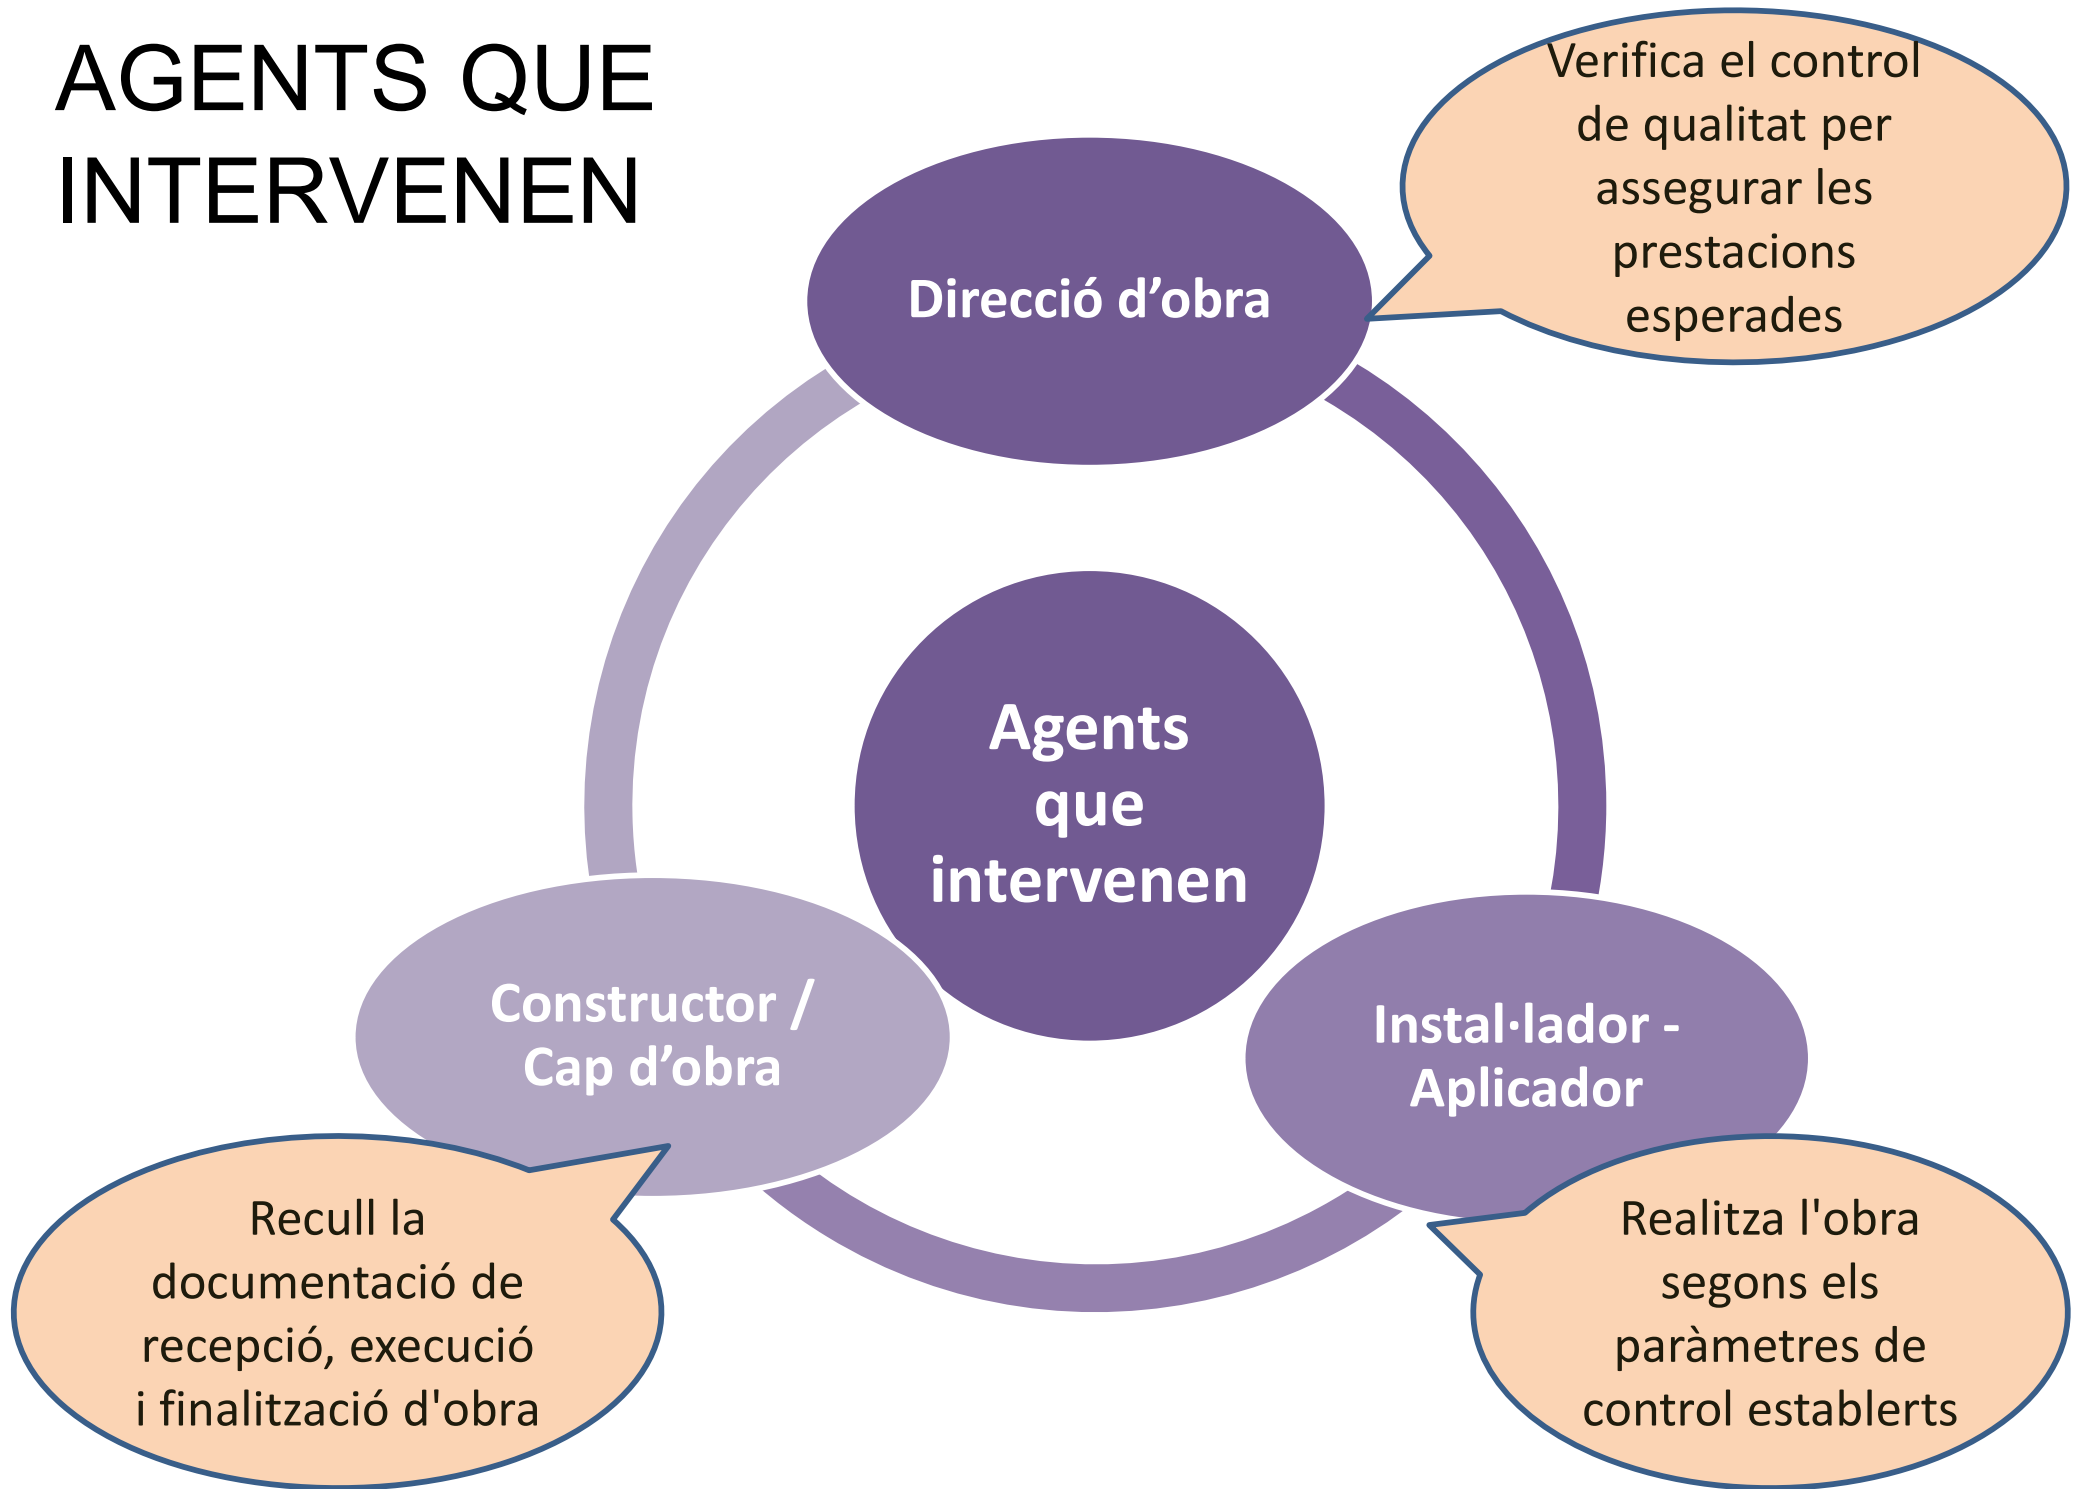 AGENTS QUE
INTERVENEN
Verifica el control
de qualitat per
assegurar les
prestacions
esperades
Direcció d’obra
Agents
que
intervenen
Constructor /
Cap d’obra
Instal·lador -
Aplicador
Recull la
documentació de
recepció, execució
i finalització d'obra
Realitza l'obra
segons els
paràmetres de
control establerts